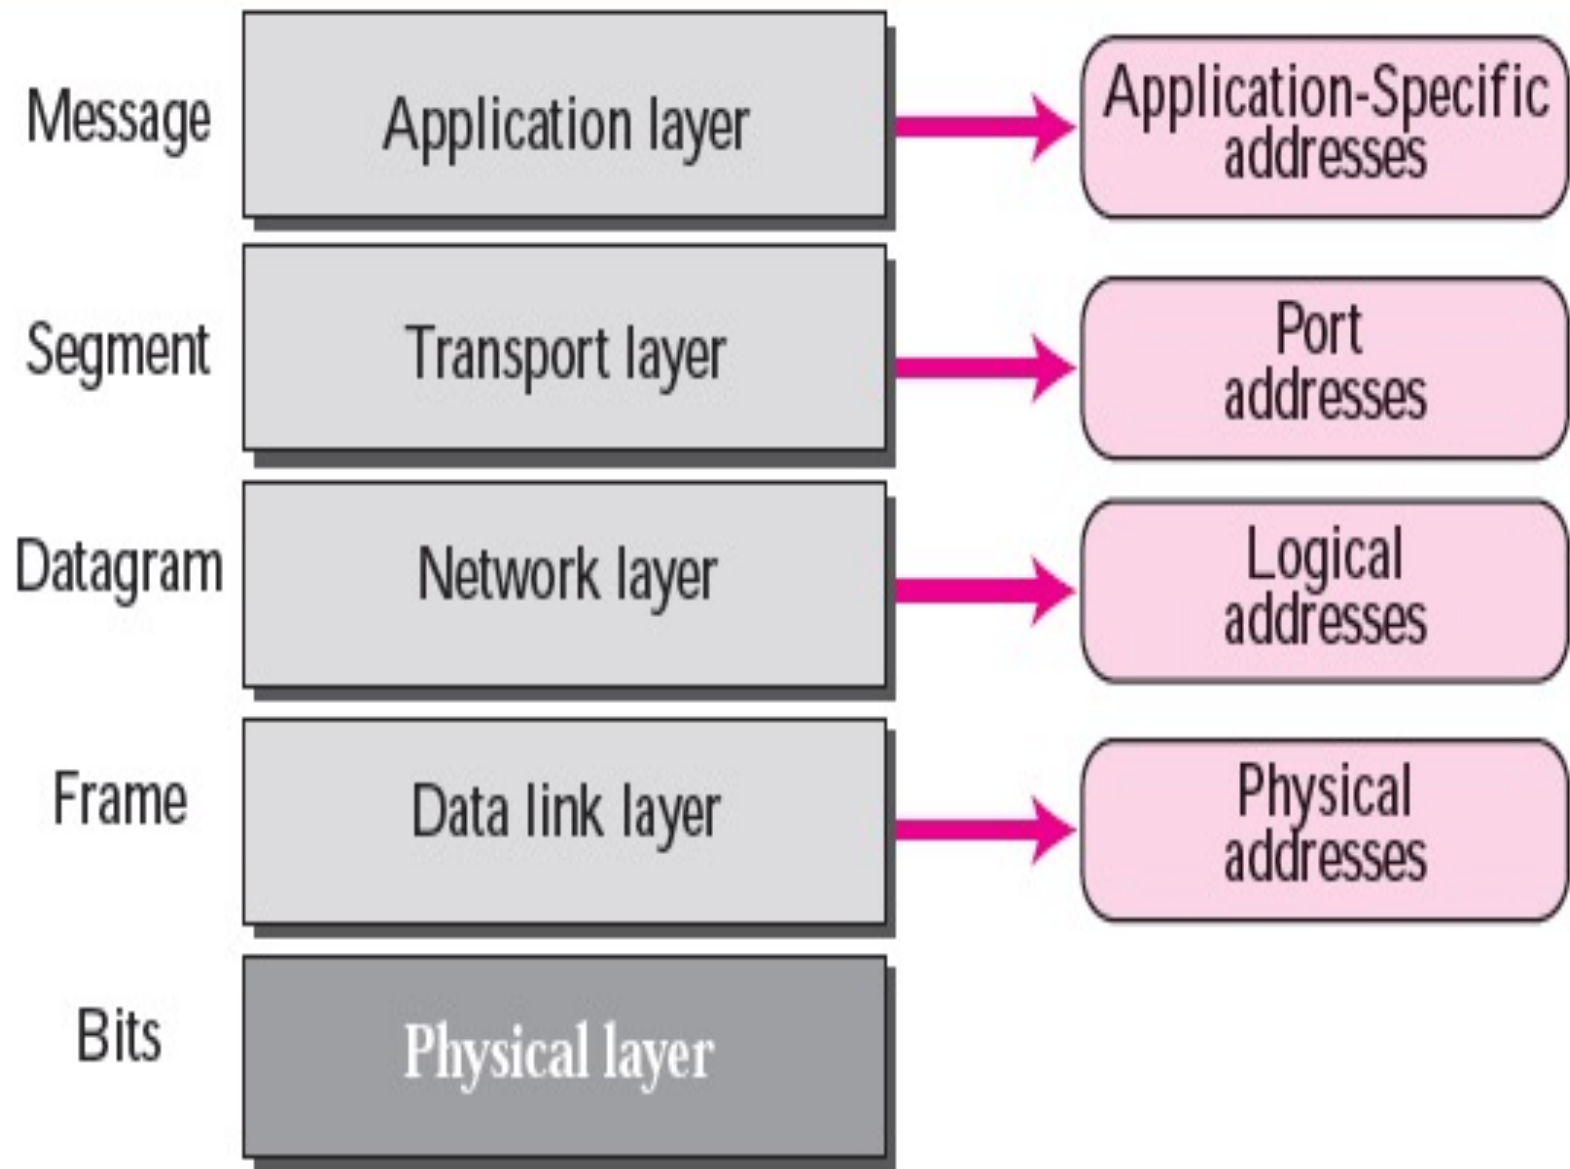 Message
Application layer
Application-Specific
addresses
Segment
Transport layer
Port
addresses
Datagram
Network layer
Logical
addresses
Frame
Data link layer
Physical
addresses
Bits
Physical layer